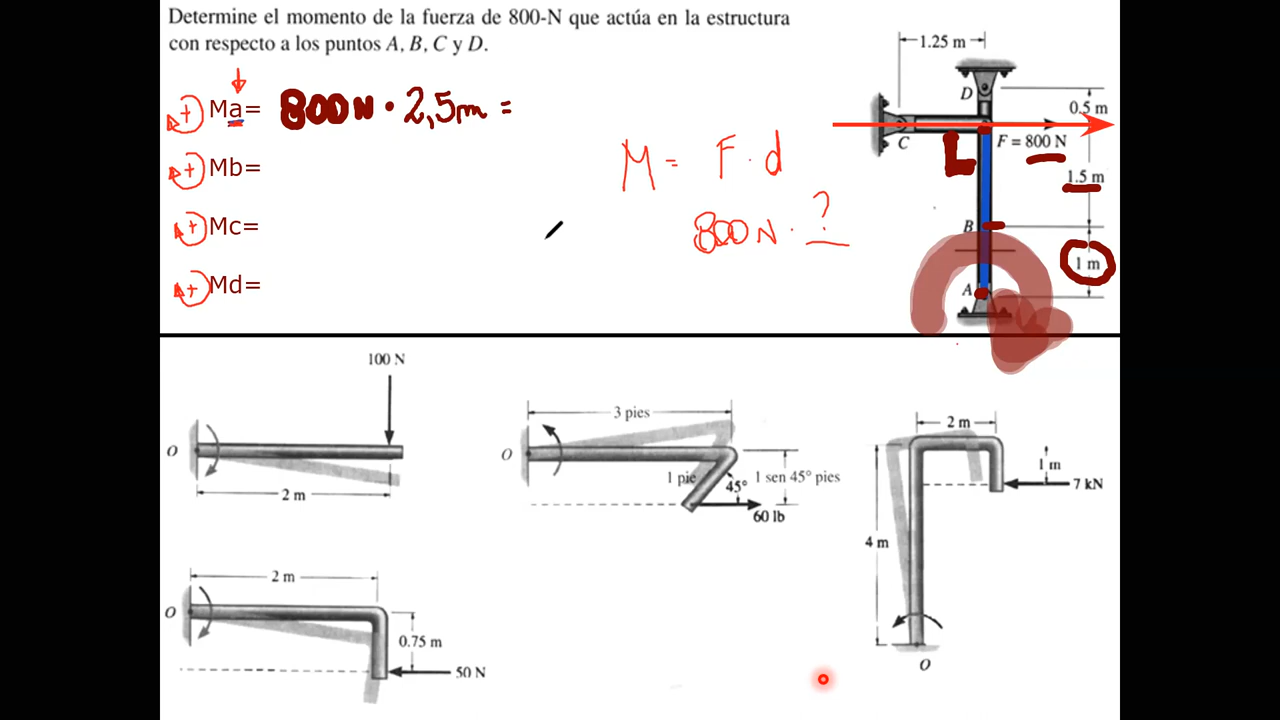 Determine el momento de la fuerza de 800-N que actúa en la estructura
con respecto a los puntos A, B, C y D.
+ Ma= 800N · 2,5m =
+ Mb=
+ Mc=
+ Md=
M = F · d
800N · ?
1.25 m
D
0.5 m
C
F = 800 N
1.5 m
B
1 m
A
100 N
O
2 m
3 pies
O
1 pie
45°
1 sen 45° pies
60 lb
2 m
1 m
7 kN
4 m
O
2 m
O
0.75 m
50 N